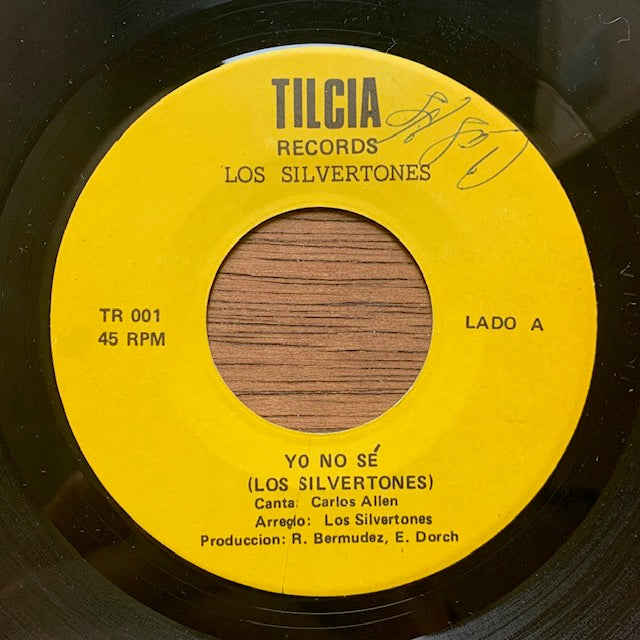 TILCIA
RECORDS
LOS SILVERTONES
TR 001
45 RPM
LADO A
YO NO SÉ
(LOS SILVERTONES)
Canta: Carlos Allen
Arreglo: Los Silvertones
Produccion: R. Bermudez, E. Dorch